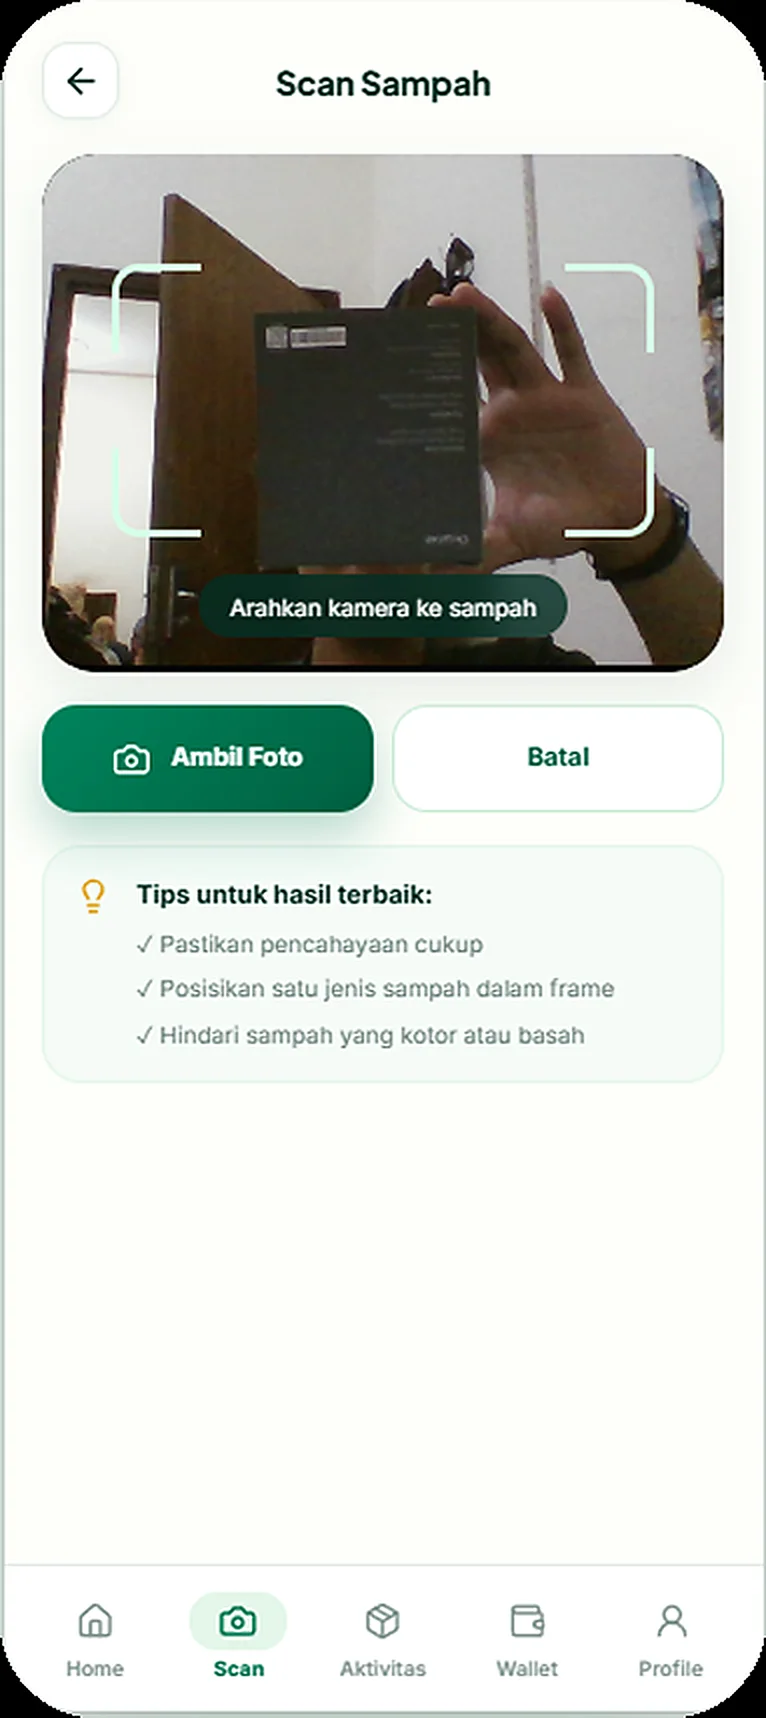 Scan Sampah
Arahkan kamera ke sampah
Ambil Foto
Batal
Tips untuk hasil terbaik:
✓ Pastikan pencahayaan cukup
✓ Posisikan satu jenis sampah dalam frame
✓ Hindari sampah yang kotor atau basah
Home
Scan
Aktivitas
Wallet
Profile